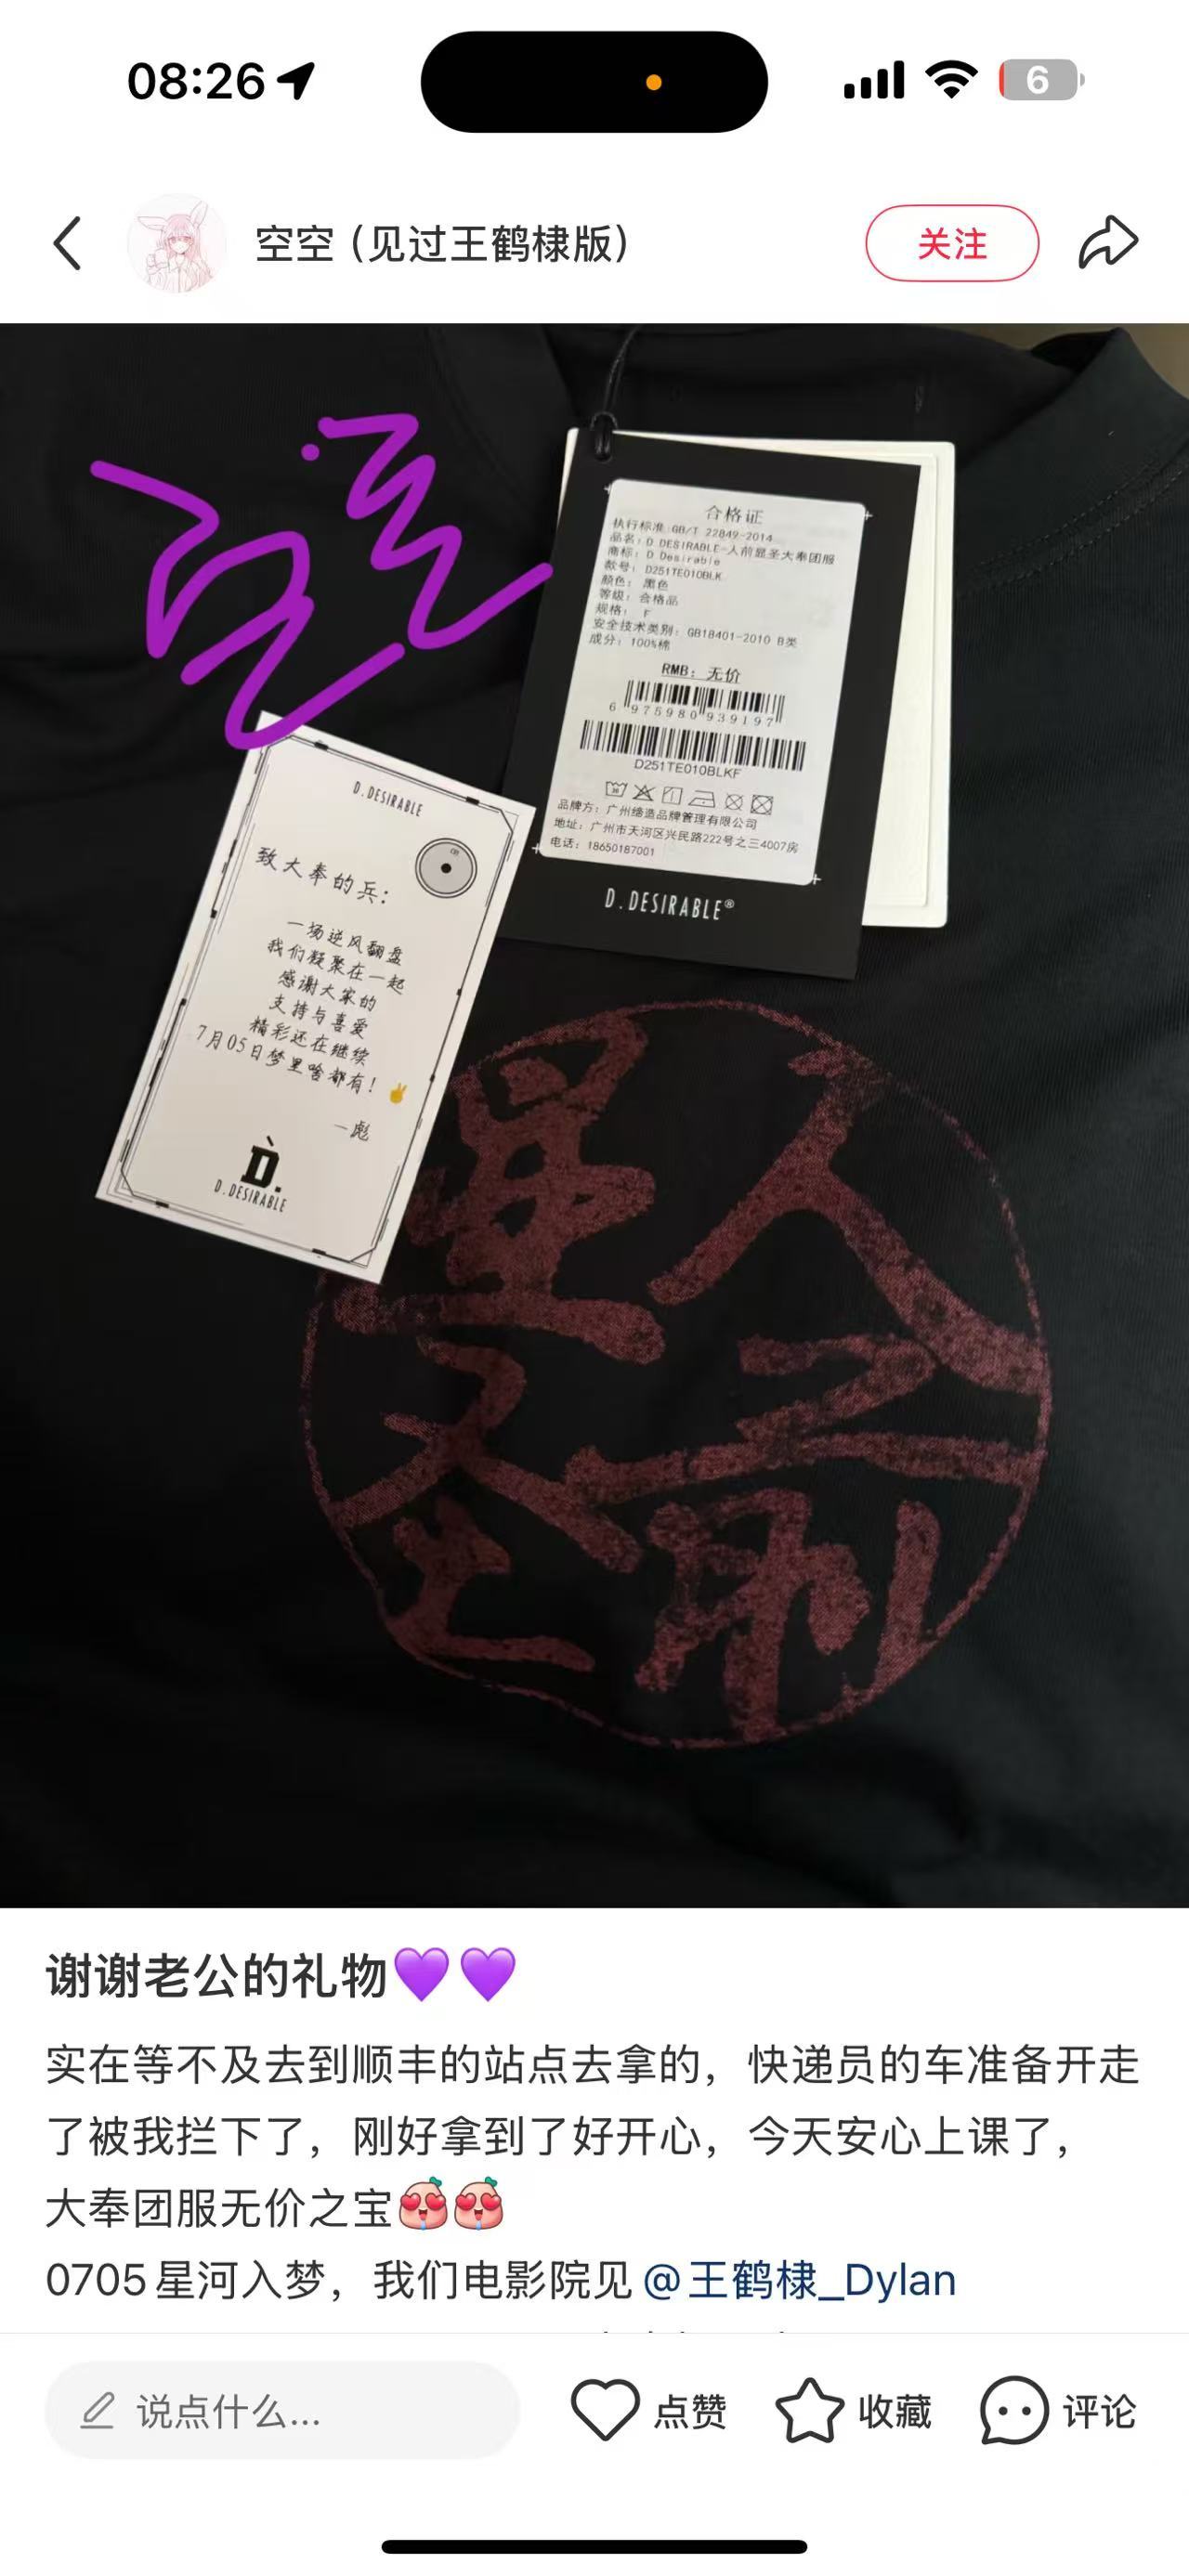 08:26
6
空空（见过王鹤棣版）
关注
空空
合格证
执行标准: GB/T 22849-2014
品名: D DESIRABLE-人前显圣大奉团服
商标: D Desirable
款号: D251TE010BLK
颜色: 黑色
等级: 合格品
规格: F
安全技术类别: GB18401-2010 B类
成分: 100%棉
RMB: 无价
6 975980 939197
D251TE010BLKF
品牌方: 广州缔造品牌管理有限公司
地址: 广州市天河区兴民路222号之三4007房
电话: 18650187001
D.DESIRABLE®
D.DESIRABLE
致大奉的兵:
一场逆风翻盘
我们凝聚在一起
感谢大家的
支持与喜爱
精彩还在继续
7月05日梦里啥都有! ✌️
一彪
D.
D.DESIRABLE
人之前
显圣
谢谢老公的礼物💜💜
实在等不及去到顺丰的站点去拿的，快递员的车准备开走
了被我拦下了，刚好拿到了好开心，今天安心上课了，
大奉团服无价之宝
0705星河入梦，我们电影院见@王鹤棣_Dylan
说点什么...
点赞
收藏
评论